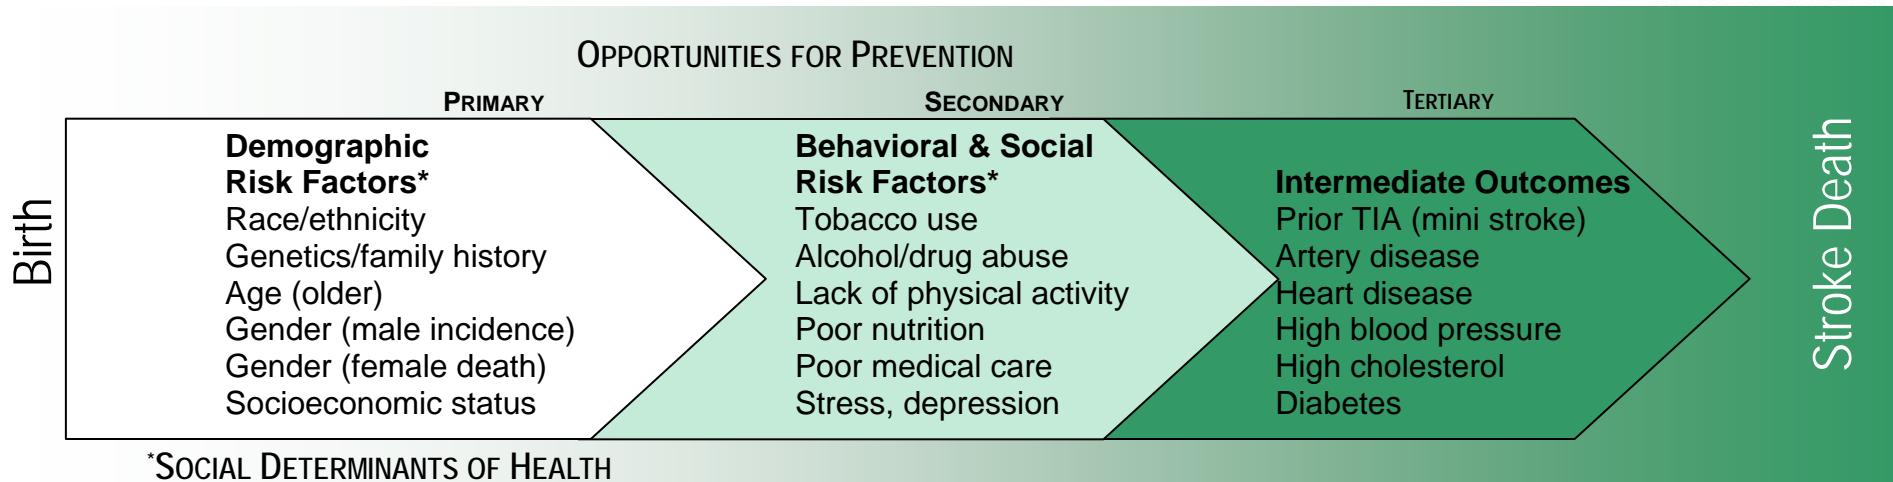 OPPORTUNITIES FOR PREVENTION
PRIMARY
SECONDARY
TERTIARY
Birth
Demographic
Risk Factors*
Race/ethnicity
Genetics/family history
Age (older)
Gender (male incidence)
Gender (female death)
Socioeconomic status
Behavioral & Social
Risk Factors*
Tobacco use
Alcohol/drug abuse
Lack of physical activity
Poor nutrition
Poor medical care
Stress, depression
Intermediate Outcomes
Prior TIA (mini stroke)
Artery disease
Heart disease
High blood pressure
High cholesterol
Diabetes
Stroke Death
*SOCIAL DETERMINANTS OF HEALTH